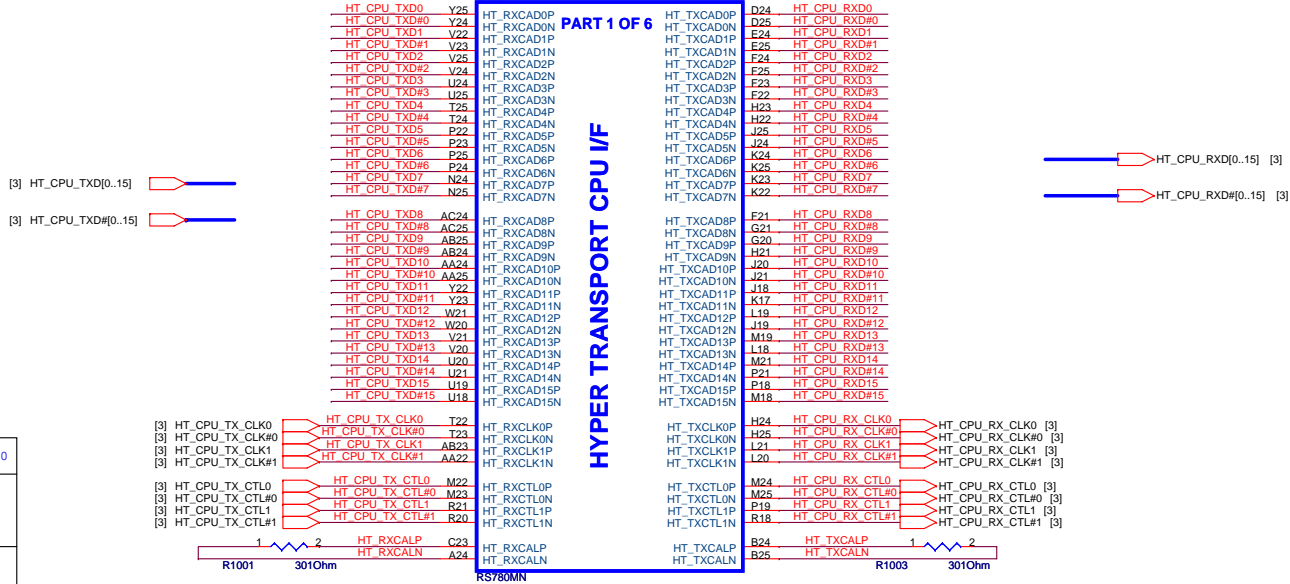 PART 1 OF 6
HYPER TRANSPORT CPU I/F
HT_CPU_TXD0 Y25 HT_RXCAD0P HT_TXCAD0P D24 HT_CPU_RXD0
HT_CPU_TXD#0 Y24 HT_RXCAD0N HT_TXCAD0N D25 HT_CPU_RXD#0
HT_CPU_TXD1 V22 HT_RXCAD1P HT_TXCAD1P E24 HT_CPU_RXD1
HT_CPU_TXD#1 V23 HT_RXCAD1N HT_TXCAD1N E25 HT_CPU_RXD#1
HT_CPU_TXD2 V25 HT_RXCAD2P HT_TXCAD2P F24 HT_CPU_RXD2
HT_CPU_TXD#2 V24 HT_RXCAD2N HT_TXCAD2N F25 HT_CPU_RXD#2
HT_CPU_TXD3 U24 HT_RXCAD3P HT_TXCAD3P F23 HT_CPU_RXD3
HT_CPU_TXD#3 U25 HT_RXCAD3N HT_TXCAD3N F22 HT_CPU_RXD#3
HT_CPU_TXD4 T25 HT_RXCAD4P HT_TXCAD4P H23 HT_CPU_RXD4
HT_CPU_TXD#4 T24 HT_RXCAD4N HT_TXCAD4N H22 HT_CPU_RXD#4
HT_CPU_TXD5 P22 HT_RXCAD5P HT_TXCAD5P J25 HT_CPU_RXD5
HT_CPU_TXD#5 P23 HT_RXCAD5N HT_TXCAD5N J24 HT_CPU_RXD#5
HT_CPU_TXD6 P25 HT_RXCAD6P HT_TXCAD6P K24 HT_CPU_RXD6
HT_CPU_TXD#6 P24 HT_RXCAD6N HT_TXCAD6N K25 HT_CPU_RXD#6
HT_CPU_TXD7 N24 HT_RXCAD7P HT_TXCAD7P K23 HT_CPU_RXD7
HT_CPU_TXD#7 N25 HT_RXCAD7N HT_TXCAD7N K22 HT_CPU_RXD#7
[3] HT_CPU_TXD[0..15] HT_CPU_RXD[0..15] [3]
[3] HT_CPU_TXD#[0..15] HT_CPU_RXD#[0..15] [3]
HT_CPU_TXD8 AC24 HT_RXCAD8P HT_TXCAD8P F21 HT_CPU_RXD8
HT_CPU_TXD#8 AC25 HT_RXCAD8N HT_TXCAD8N G21 HT_CPU_RXD#8
HT_CPU_TXD9 AB25 HT_RXCAD9P HT_TXCAD9P G20 HT_CPU_RXD9
HT_CPU_TXD#9 AB24 HT_RXCAD9N HT_TXCAD9N H21 HT_CPU_RXD#9
HT_CPU_TXD10 AA24 HT_RXCAD10P HT_TXCAD10P J20 HT_CPU_RXD10
HT_CPU_TXD#10 AA25 HT_RXCAD10N HT_TXCAD10N J21 HT_CPU_RXD#10
HT_CPU_TXD11 Y22 HT_RXCAD11P HT_TXCAD11P J18 HT_CPU_RXD11
HT_CPU_TXD#11 Y23 HT_RXCAD11N HT_TXCAD11N K17 HT_CPU_RXD#11
HT_CPU_TXD12 W21 HT_RXCAD12P HT_TXCAD12P L19 HT_CPU_RXD12
HT_CPU_TXD#12 W20 HT_RXCAD12N HT_TXCAD12N J19 HT_CPU_RXD#12
HT_CPU_TXD13 V21 HT_RXCAD13P HT_TXCAD13P M19 HT_CPU_RXD13
HT_CPU_TXD#13 V20 HT_RXCAD13N HT_TXCAD13N L18 HT_CPU_RXD#13
HT_CPU_TXD14 U20 HT_RXCAD14P HT_TXCAD14P M21 HT_CPU_RXD14
HT_CPU_TXD#14 U21 HT_RXCAD14N HT_TXCAD14N P21 HT_CPU_RXD#14
HT_CPU_TXD15 U19 HT_RXCAD15P HT_TXCAD15P P18 HT_CPU_RXD15
HT_CPU_TXD#15 U18 HT_RXCAD15N HT_TXCAD15N M18 HT_CPU_RXD#15
[3] HT_CPU_TX_CLK0 HT_CPU_TX_CLK0 T22 HT_RXCLK0P HT_TXCLK0P H24 HT_CPU_RX_CLK0 HT_CPU_RX_CLK0 [3]
[3] HT_CPU_TX_CLK#0 HT_CPU_TX_CLK#0 T23 HT_RXCLK0N HT_TXCLK0N H25 HT_CPU_RX_CLK#0 HT_CPU_RX_CLK#0 [3]
[3] HT_CPU_TX_CLK1 HT_CPU_TX_CLK1 AB23 HT_RXCLK1P HT_TXCLK1P L21 HT_CPU_RX_CLK1 HT_CPU_RX_CLK1 [3]
[3] HT_CPU_TX_CLK#1 HT_CPU_TX_CLK#1 AA22 HT_RXCLK1N HT_TXCLK1N L20 HT_CPU_RX_CLK#1 HT_CPU_RX_CLK#1 [3]
0
[3] HT_CPU_TX_CTL0 HT_CPU_TX_CTL0 M22 HT_RXCTL0P HT_TXCTL0P M24 HT_CPU_RX_CTL0 HT_CPU_RX_CTL0 [3]
[3] HT_CPU_TX_CTL#0 HT_CPU_TX_CTL#0 M23 HT_RXCTL0N HT_TXCTL0N M25 HT_CPU_RX_CTL#0 HT_CPU_RX_CTL#0 [3]
[3] HT_CPU_TX_CTL1 HT_CPU_TX_CTL1 R21 HT_RXCTL1P HT_TXCTL1P P19 HT_CPU_RX_CTL1 HT_CPU_RX_CTL1 [3]
[3] HT_CPU_TX_CTL#1 HT_CPU_TX_CTL#1 R20 HT_RXCTL1N HT_TXCTL1N R18 HT_CPU_RX_CTL#1 HT_CPU_RX_CTL#1 [3]
1 2 HT_RXCALP C23 HT_RXCALP HT_TXCALP B24 HT_TXCALP 1 2
HT_RXCALN A24 HT_RXCALN HT_TXCALN B25 HT_TXCALN
R1001 301Ohm R1003 301Ohm
RS780MN